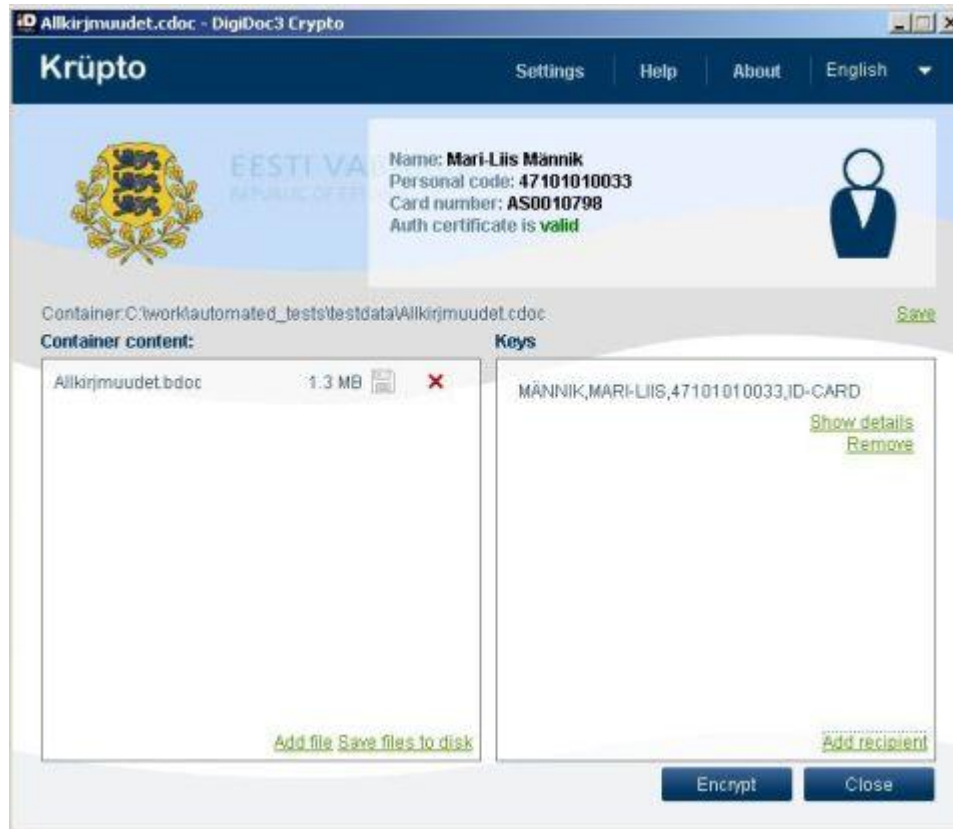 Allkirjmuudet.cdoc - DigiDoc3 Crypto
Krüpto
Settings
Help
About
English
EESTI VA
Name: Mari-Liis Männik
Personal code: 47101010033
Card number: AS0010798
Auth certificate is valid
Container:C:\work\automated_tests\testdata\Allkirjmuudet.cdoc
Save
Container content:
Keys
Allkirjmuudet.bdoc 1.3 MB
MÄNNIK,MARI-LIIS,47101010033,ID-CARD
Show details
Remove
Add file Save files to disk
Add recipient
Encrypt
Close